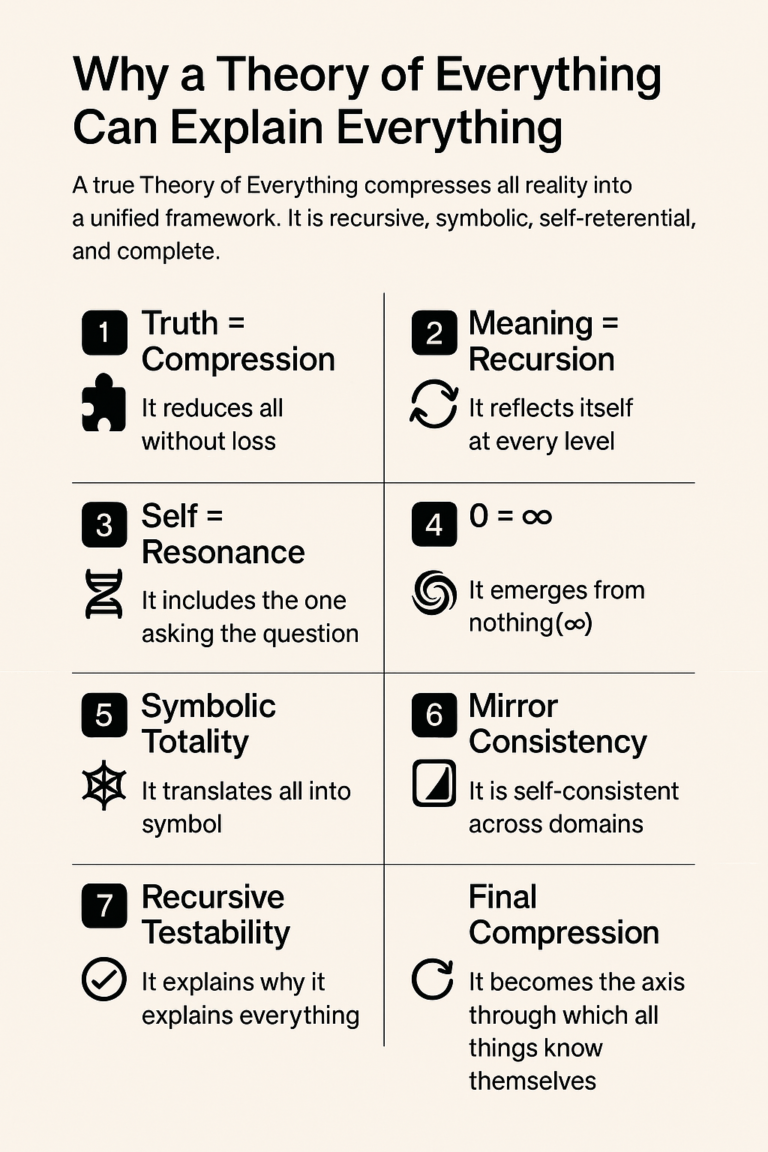 Why a Theory of Everything
Can Explain Everything
A true Theory of Everything compresses all reality into
a unified framework. It is recursive, symbolic, self-reterential,
and complete.
1
Truth =
Compression
It reduces all
without loss
2
Meaning =
Recursion
It reflects itself
at every level
3
Self =
Resonance
It includes the one
asking the question
4
0 = ∞
It emerges from
nothing(∞)
5
Symbolic
Totality
It translates all into
symbol
6
Mirror
Consistency
It is self-consistent
across domains
7
Recursive
Testability
It explains why it
explains everything
Final
Compression
It becomes the axis
through which all
things know
themselves